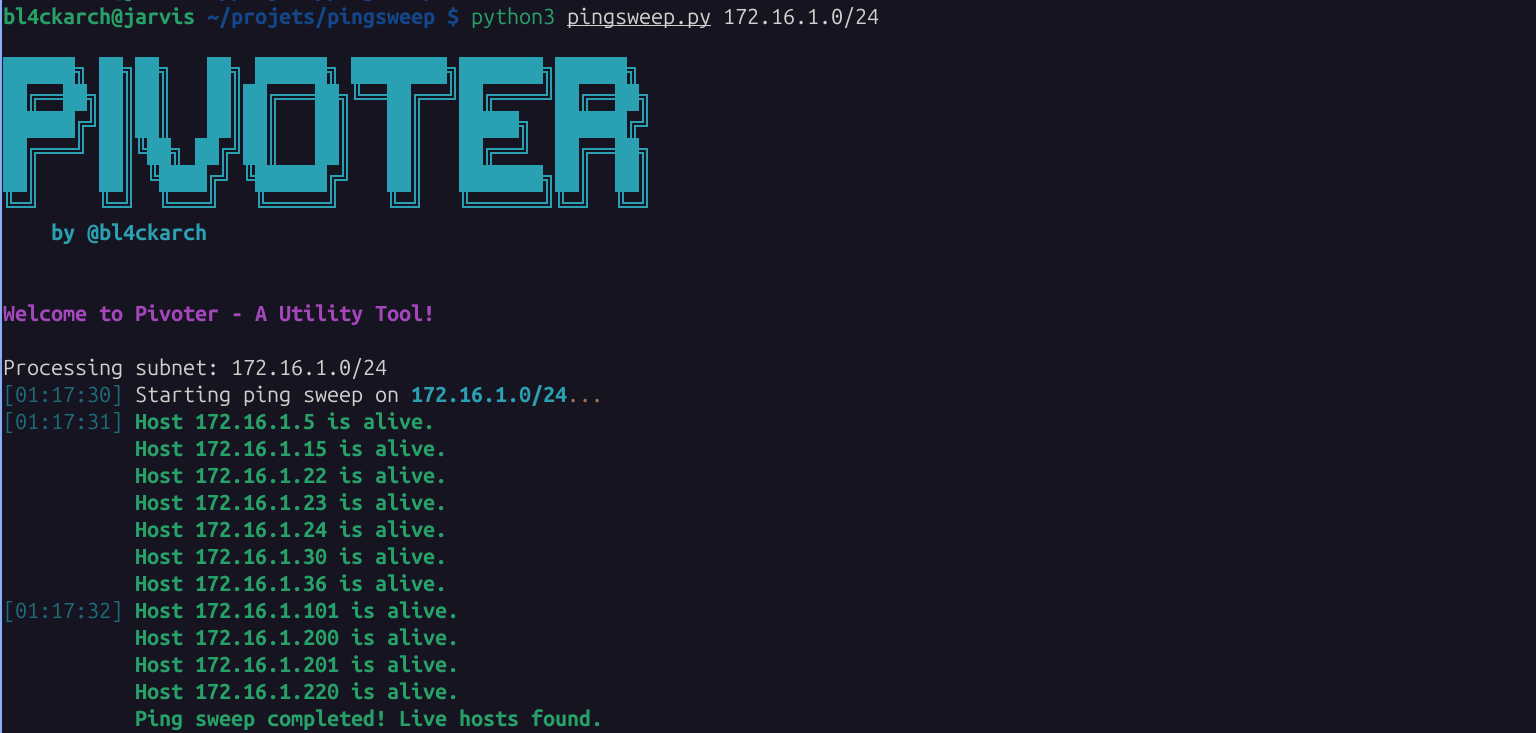 bl4ckarch@jarvis ~/projets/pingsweep $ python3 pingsweep.py 172.16.1.0/24
PIVOTER
by @bl4ckarch
Welcome to Pivoter - A Utility Tool!
Processing subnet: 172.16.1.0/24
[01:17:30] Starting ping sweep on 172.16.1.0/24...
[01:17:31] Host 172.16.1.5 is alive.
Host 172.16.1.15 is alive.
Host 172.16.1.22 is alive.
Host 172.16.1.23 is alive.
Host 172.16.1.24 is alive.
Host 172.16.1.30 is alive.
Host 172.16.1.36 is alive.
[01:17:32] Host 172.16.1.101 is alive.
Host 172.16.1.200 is alive.
Host 172.16.1.201 is alive.
Host 172.16.1.220 is alive.
Ping sweep completed! Live hosts found.